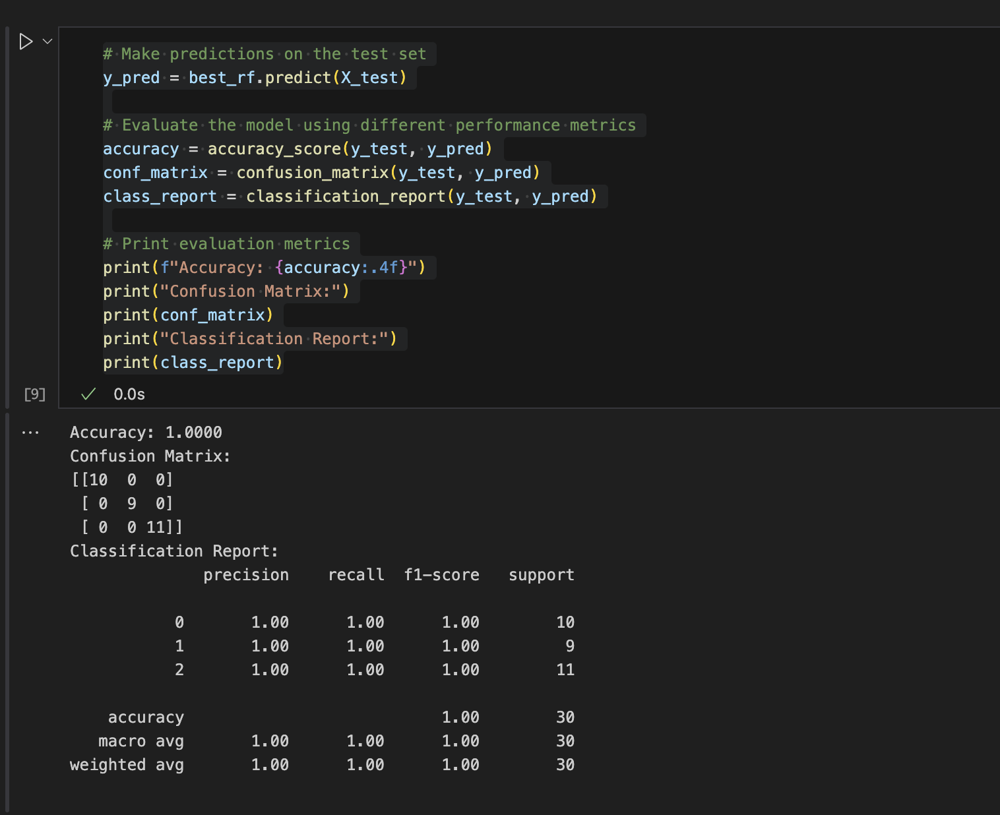 # Make predictions on the test set
y_pred = best_rf.predict(X_test)
# Evaluate the model using different performance metrics
accuracy = accuracy_score(y_test, y_pred)
conf_matrix = confusion_matrix(y_test, y_pred)
class_report = classification_report(y_test, y_pred)
# Print evaluation metrics
print(f"Accuracy: {accuracy:.4f}")
print("Confusion Matrix:")
print(conf_matrix)
print("Classification Report:")
print(class_report)
[9] 0.0s
Accuracy: 1.0000
Confusion Matrix:
[[10  0  0]
 [ 0  9  0]
 [ 0  0 11]]
Classification Report:
              precision    recall  f1-score   support
           0       1.00      1.00      1.00        10
           1       1.00      1.00      1.00         9
           2       1.00      1.00      1.00        11
    accuracy                           1.00        30
   macro avg       1.00      1.00      1.00        30
weighted avg       1.00      1.00      1.00        30